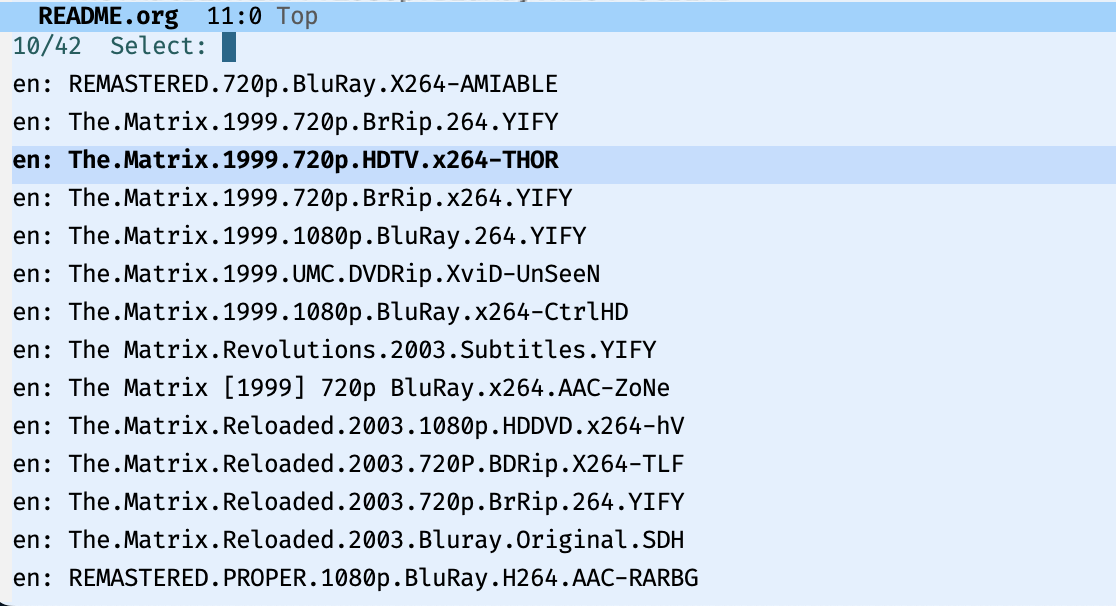 README.org 11:0 Top
10/42 Select:
en: REMASTERED.720p.BluRay.X264-AMIABLE
en: The.Matrix.1999.720p.BrRip.264.YIFY
en: The.Matrix.1999.720p.HDTV.x264-THOR
en: The.Matrix.1999.720p.BrRip.x264.YIFY
en: The.Matrix.1999.1080p.BluRay.264.YIFY
en: The.Matrix.1999.UMC.DVDRip.XviD-UnSeeN
en: The.Matrix.1999.1080p.BluRay.x264-CtrlHD
en: The Matrix.Revolutions.2003.Subtitles.YIFY
en: The Matrix [1999] 720p BluRay.x264.AAC-ZoNe
en: The.Matrix.Reloaded.2003.1080p.HDDVD.x264-hV
en: The.Matrix.Reloaded.2003.720P.BDRip.X264-TLF
en: The.Matrix.Reloaded.2003.720p.BrRip.264.YIFY
en: The.Matrix.Reloaded.2003.Bluray.Original.SDH
en: REMASTERED.PROPER.1080p.BluRay.H264.AAC-RARBG